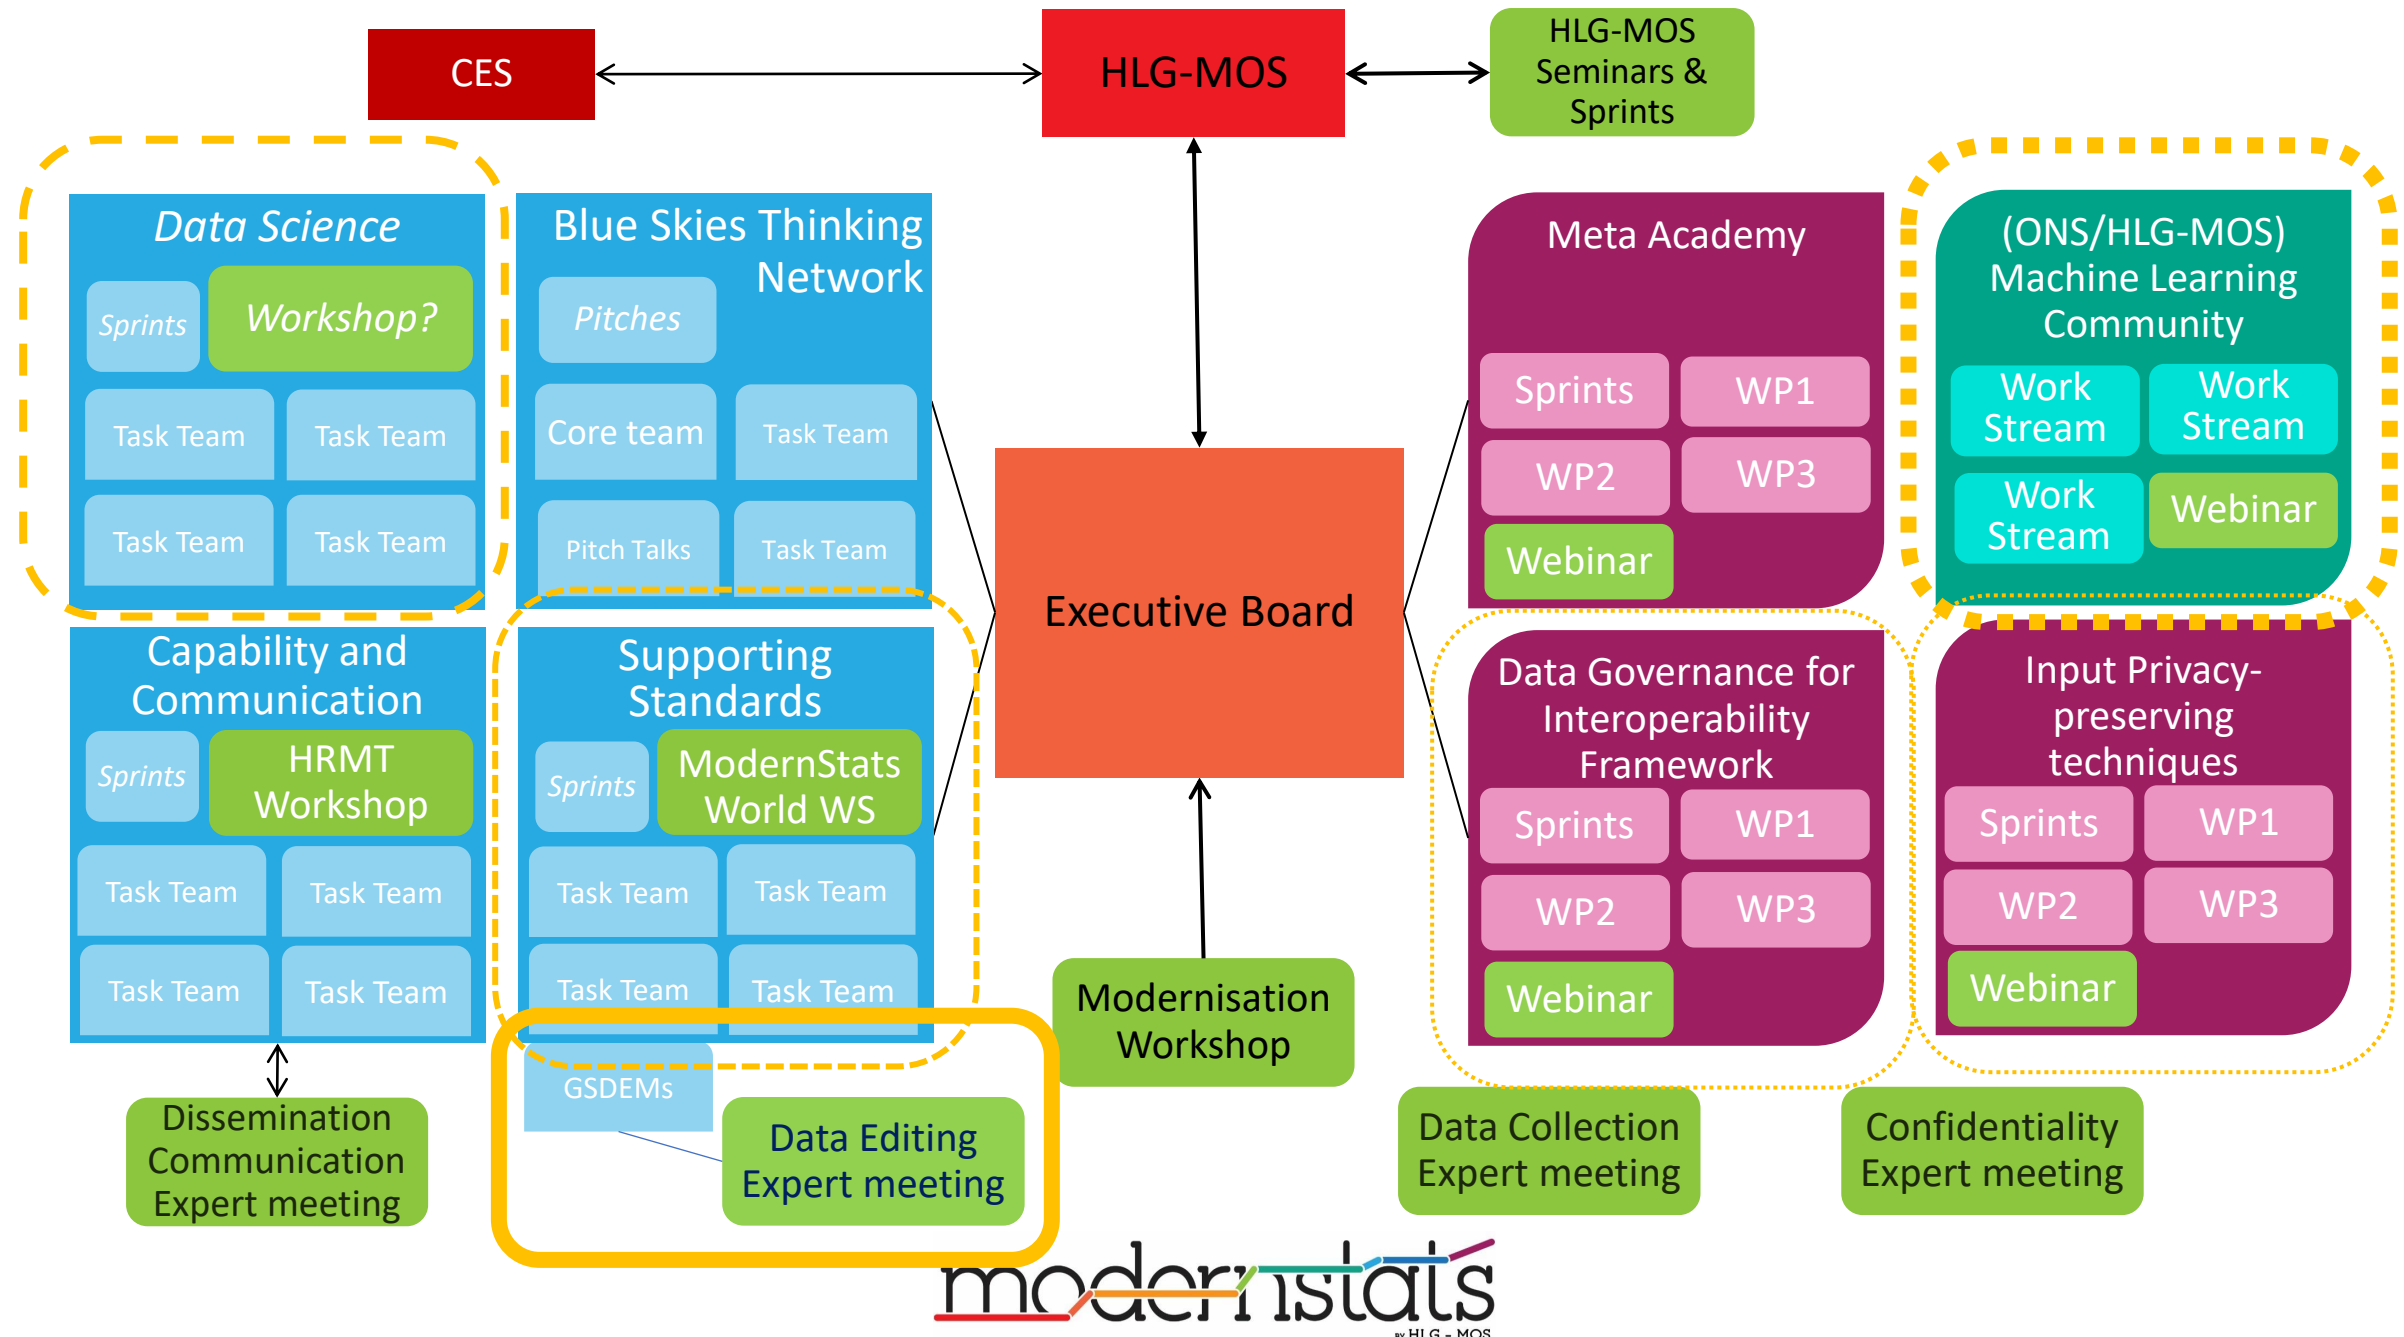 CES
HLG-MOS
HLG-MOS
Seminars &
Sprints
Data Science
Sprints
Workshop?
Task Team
Task Team
Task Team
Task Team
Blue Skies Thinking
Network
Pitches
Core team
Task Team
Pitch Talks
Task Team
Meta Academy
Sprints
WP1
WP2
WP3
Webinar
(ONS/HLG-MOS)
Machine Learning
Community
Work
Stream
Work
Stream
Work
Stream
Webinar
Executive Board
Capability and
Communication
Sprints
HRMT
Workshop
Task Team
Task Team
Task Team
Task Team
Supporting
Standards
Sprints
ModernStats
World WS
Task Team
Task Team
Task Team
Task Team
Data Governance for
Interoperability
Framework
Sprints
WP1
WP2
WP3
Webinar
Input Privacy-
preserving
techniques
Sprints
WP1
WP2
WP3
Webinar
Modernisation
Workshop
GSDEMs
Data Editing
Expert meeting
Dissemination
Communication
Expert meeting
Data Collection
Expert meeting
Confidentiality
Expert meeting
modernstats
BY HLG - MOS